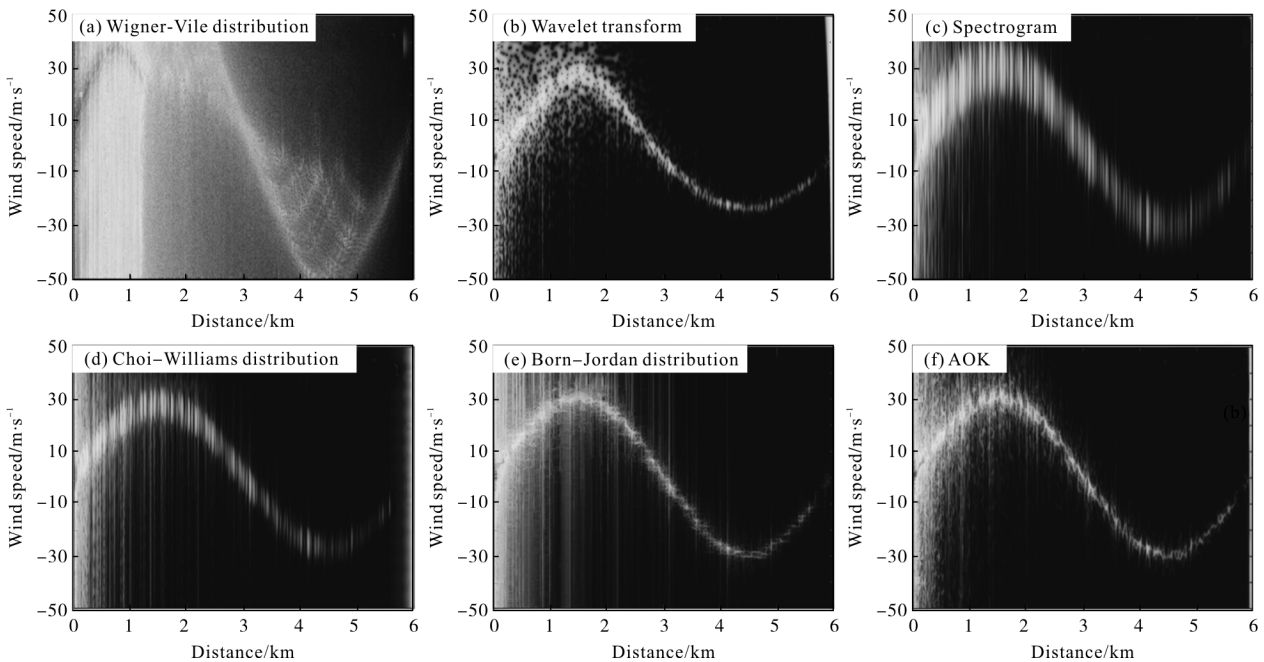 (a) Wigner-Vile distribution
50
30
10
−10
−30
−50
Wind speed/m·s⁻¹
0 1 2 3 4 5 6
Distance/km
(b) Wavelet transform
50
30
10
−10
−30
−50
Wind speed/m·s⁻¹
0 1 2 3 4 5 6
Distance/km
(c) Spectrogram
50
30
10
−10
−30
−50
Wind speed/m·s⁻¹
0 1 2 3 4 5 6
Distance/km
(d) Choi−Williams distribution
50
30
10
−10
−30
−50
Wind speed/m·s⁻¹
0 1 2 3 4 5 6
Distance/km
(e) Born−Jordan distribution
50
30
10
−10
−30
−50
Wind speed/m·s⁻¹
0 1 2 3 4 5 6
Distance/km
(f) AOK
50
30
10
−10
−30
−50
Wind speed/m·s⁻¹
(b)
0 1 2 3 4 5 6
Distance/km